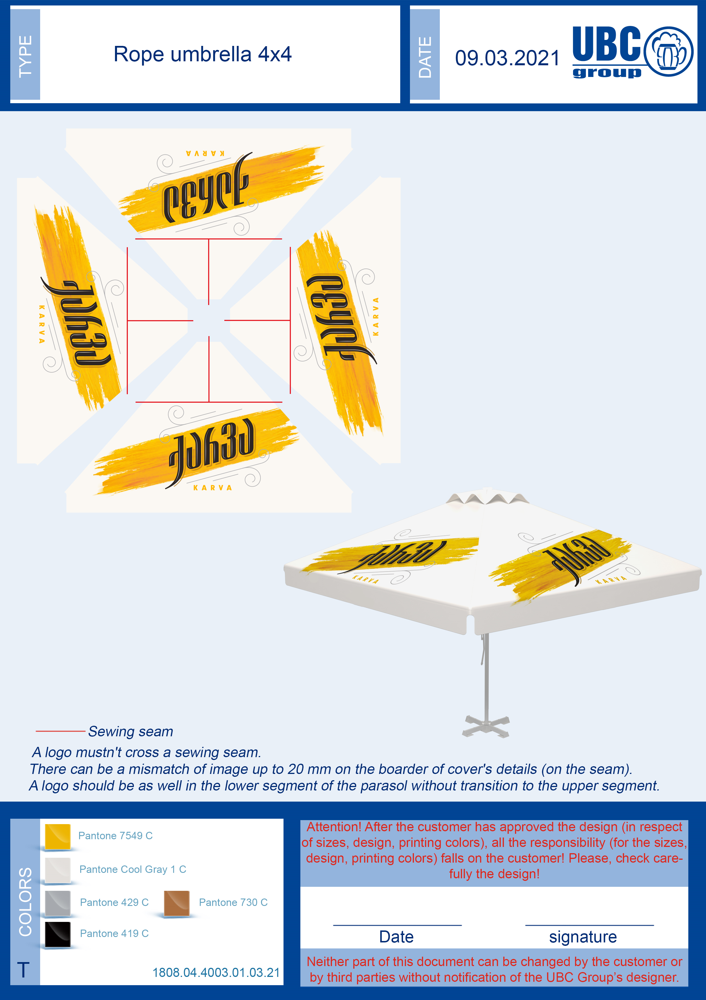 TYPE
Rope umbrella 4x4
DATE
09.03.2021
UBC
group
KARVA
ქარვა
ქარვა
KARVA
ქარვა
KARVA
ქარვა
KARVA
ქარვა
KARVA
ქარვა
KARVA
Sewing seam
A logo mustn't cross a sewing seam.
There can be a mismatch of image up to 20 mm on the boarder of cover's details (on the seam).
A logo should be as well in the lower segment of the parasol without transition to the upper segment.
COLORS
Pantone 7549 C
Pantone Cool Gray 1 C
Pantone 429 C
Pantone 730 C
Pantone 419 C
T
1808.04.4003.01.03.21
Attention! After the customer has approved the design (in respect
of sizes, design, printing colors), all the responsibility (for the sizes,
design, printing colors) falls on the customer! Please, check care-
fully the design!
Date
signature
Neither part of this document can be changed by the customer or
by third parties without notification of the UBC Group's designer.